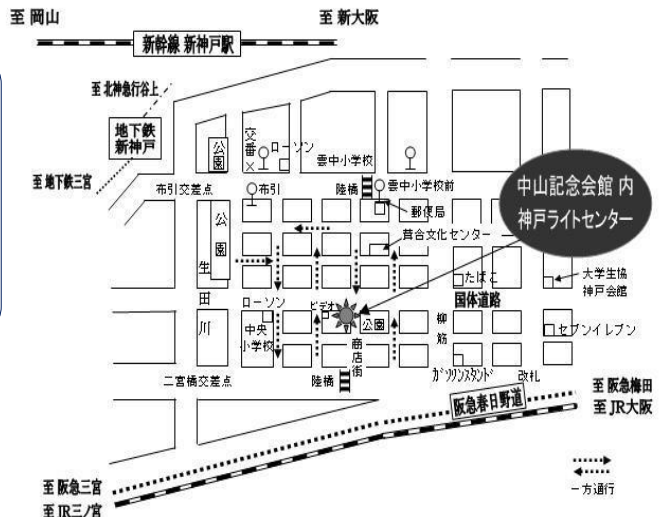 至 岡山
至 新大阪
新幹線 新神戸駅
至 北神急行谷上
地下鉄
新神戸
至 地下鉄三宮
公園
交番×
ローソン
雲中小学校
布引交差点
布引
陸橋
雲中小学校前
郵便局
葺合文化センター
中山記念会館 内
神戸ライトセンター
公園
生田川
たばこ
国体道路
大学生協
神戸会館
ローソン
ビデオ
中央
小学校
公園
柳筋
セブンイレブン
商店街
二宮橋交差点
陸橋
ガソリンスタンド
改札
阪急春日野道
至 阪急梅田
至 JR大阪
至 阪急三宮
至 JR三ノ宮
一方通行